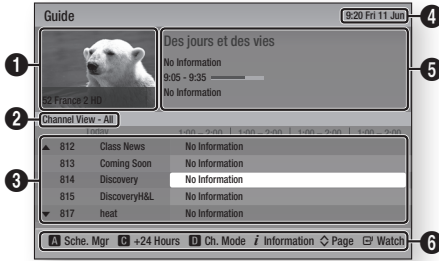 Guide
9:20 Fri 11 Jun
4
Des jours et des vies
No Information
9:05 - 9:35
No Information
1
5
52 France 2 HD
2
Channel View - All
Today 1:00 – 2:00 1:00 – 2:00 1:00 – 2:00
3
▲ 812 Class News No Information
813 Coming Soon No Information
814 Discovery No Information
815 DiscoveryH&L No Information
▼ 817 heat No Information
A Sche. Mgr C +24 Hours D Ch. Mode i Information Page Watch
6